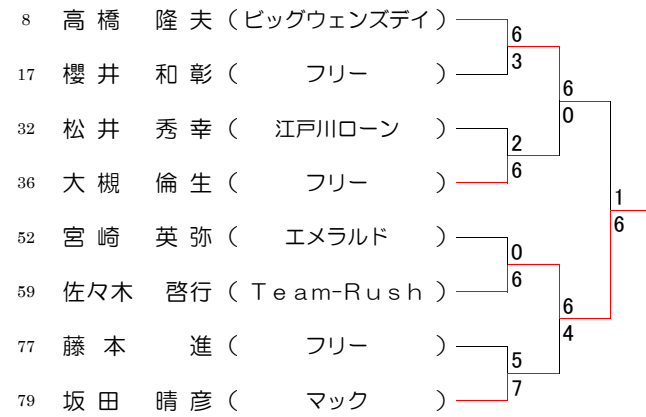 8 高橋 隆夫 (ビッグウェンズデイ)
6
17 櫻井 和彰 ( フリー )
3
6
0
32 松井 秀幸 ( 江戸川ローン )
2
36 大槻 倫生 ( フリー )
6
1
6
52 宮崎 英弥 ( エメラルド )
0
59 佐々木 啓行 ( Team-Rush )
6
6
4
77 藤本 進 ( フリー )
5
79 坂田 晴彦 ( マック )
7